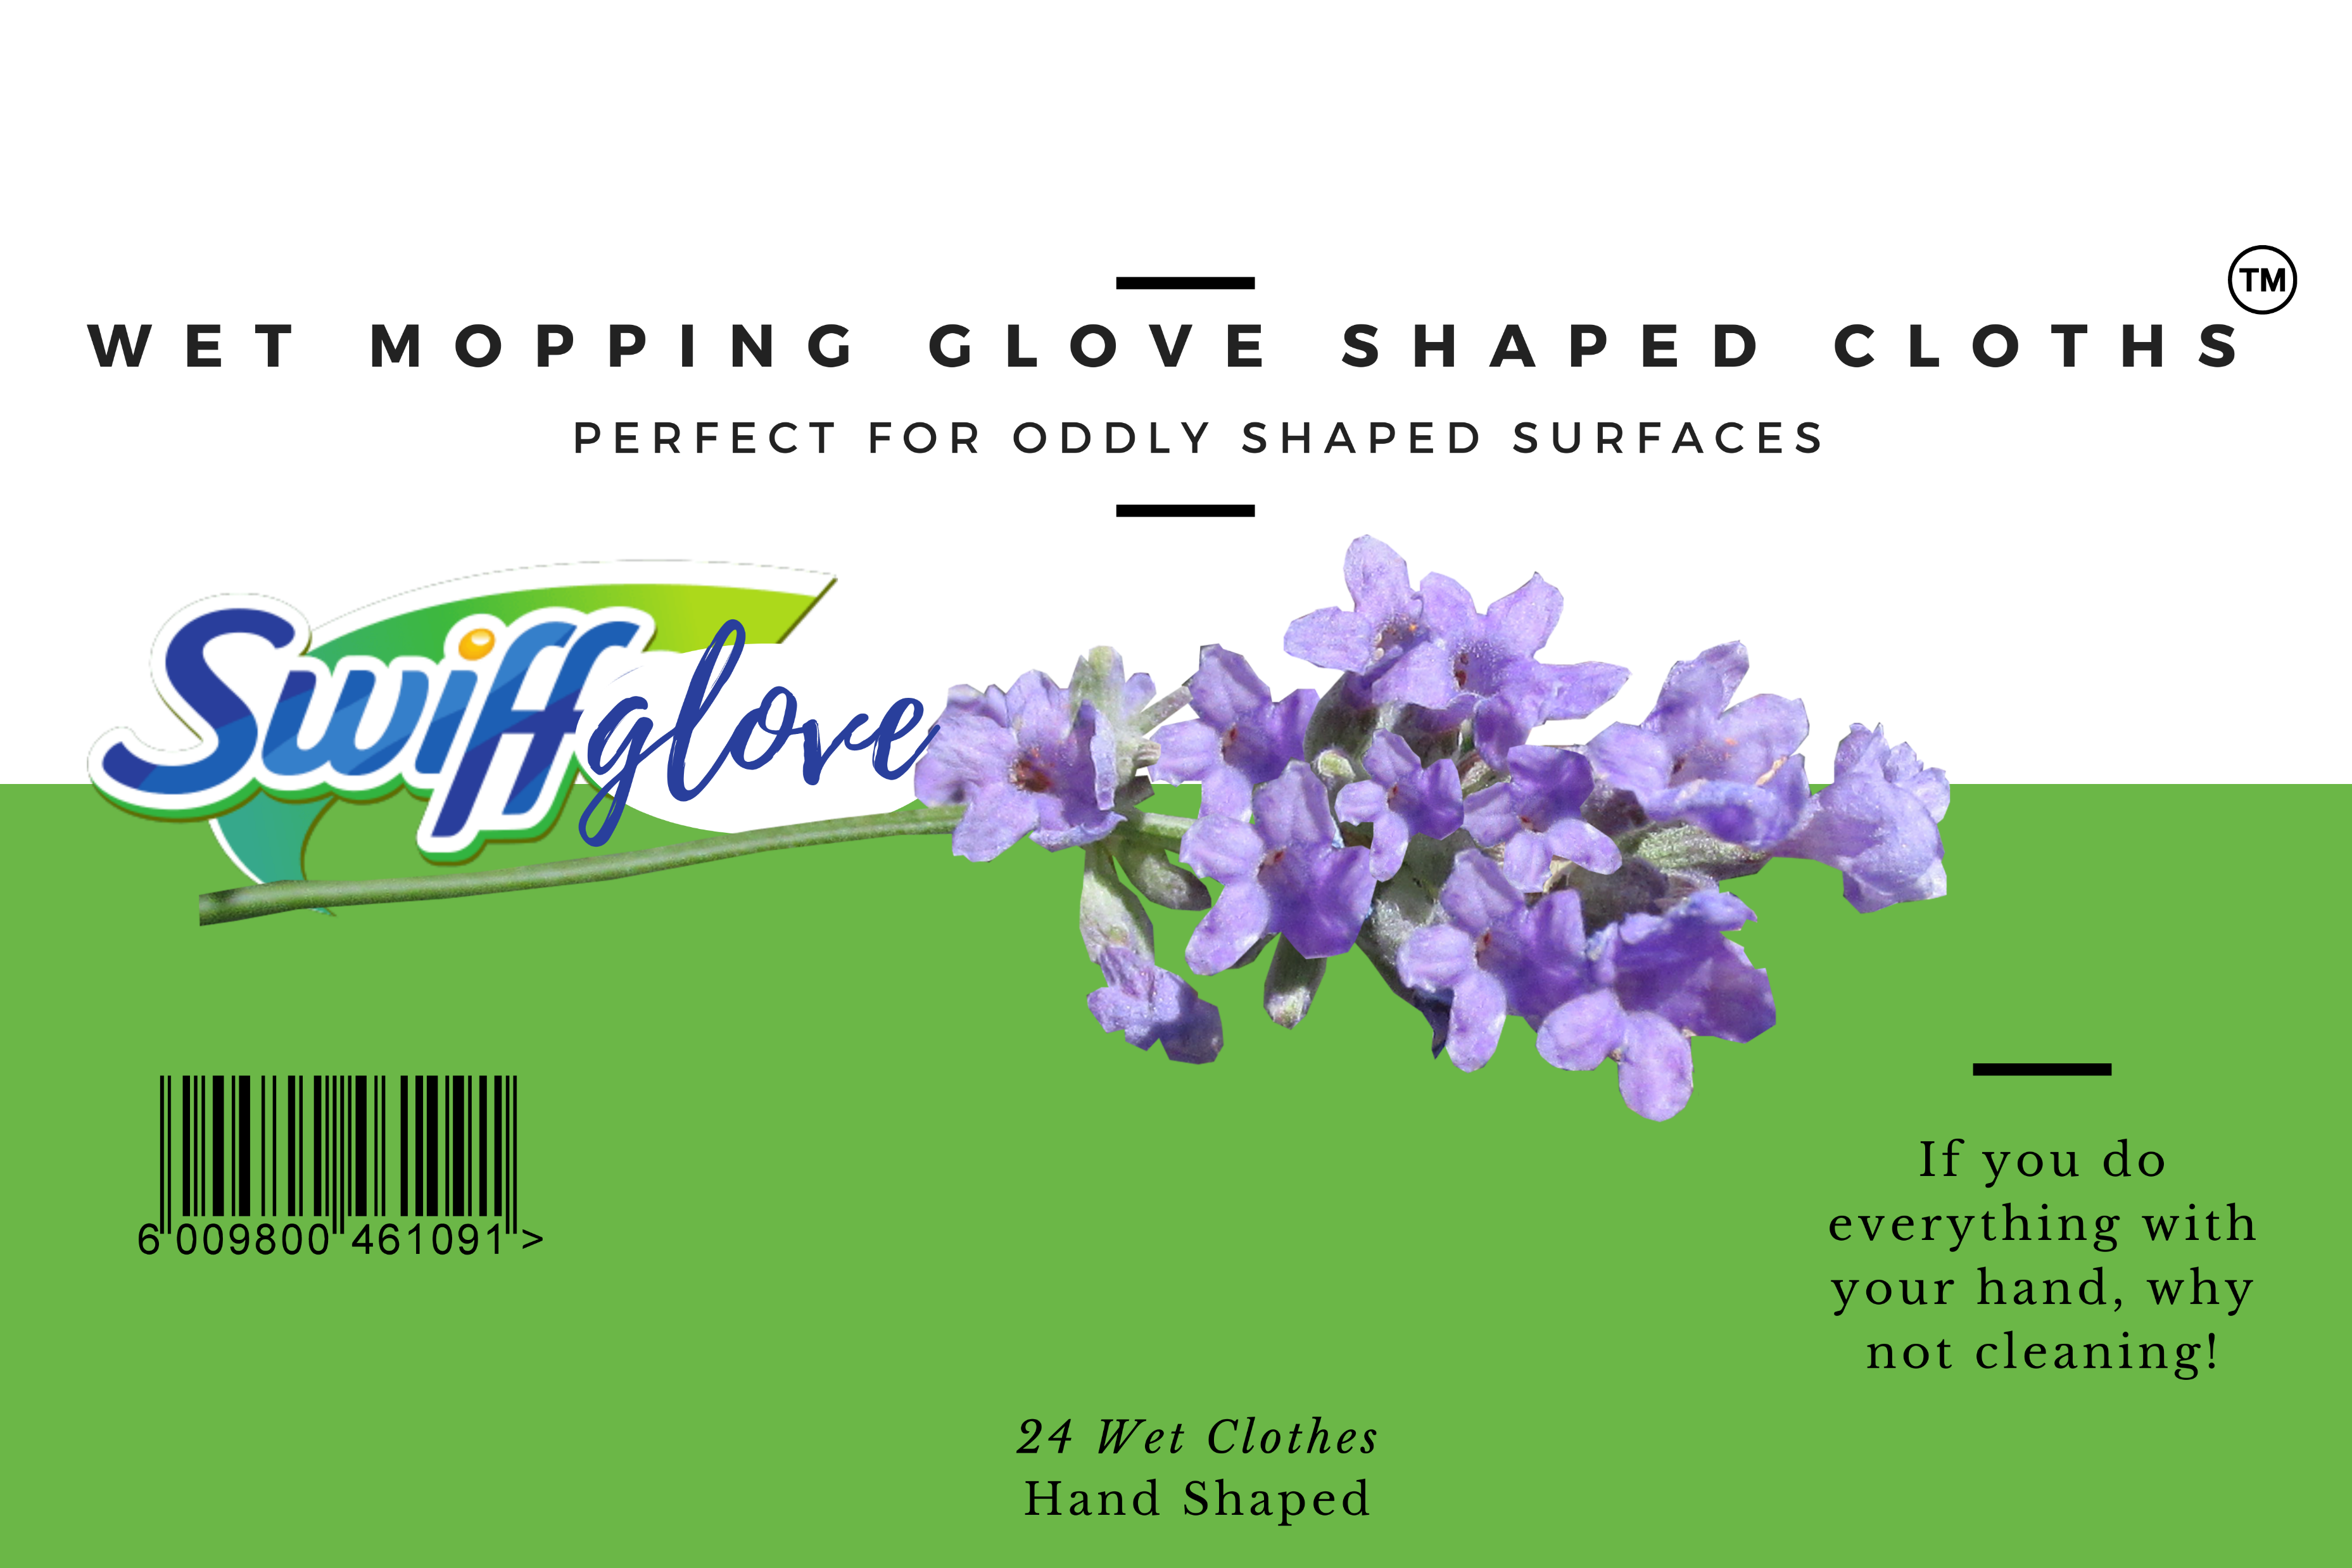 TM
WET MOPPING GLOVE SHAPED CLOTHS
PERFECT FOR ODDLY SHAPED SURFACES
Swiffglove
6 009800 461091 >
If you do
everything with
your hand, why
not cleaning!
24 Wet Clothes
Hand Shaped